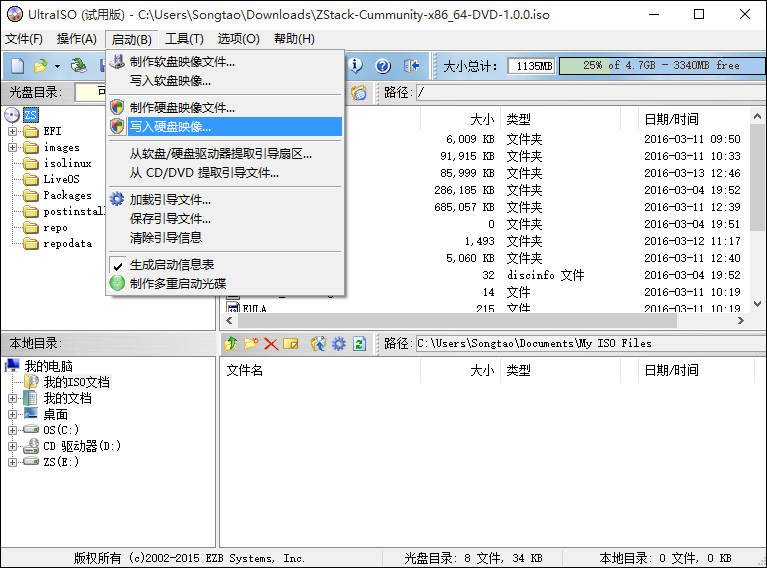 UltraISO (试用版) - C:\Users\Songtao\Downloads\ZStack-Cummunity-x86_64-DVD-1.0.0.iso
文件(F) 操作(A) 启动(B) 工具(T) 选项(O) 帮助(H)
大小总计: 1135MB 25% of 4.7GB - 3340MB free
光盘目录: 可 路径: /
制作软盘映像文件...
写入软盘映像...
制作硬盘映像文件...
写入硬盘映像...
从软盘/硬盘驱动器提取引导扇区...
从 CD/DVD 提取引导文件...
加载引导文件...
保存引导文件...
清除引导信息
生成启动信息表
制作多重启动光碟
ZS
EFI
images
isolinux
LiveOS
Packages
postinstal
repo
repodata
大小 类型 日期/时间
6,009 KB 文件夹 2016-03-11 09:50
91,915 KB 文件夹 2016-03-11 10:33
85,999 KB 文件夹 2016-03-13 12:46
286,185 KB 文件夹 2016-03-04 19:52
685,057 KB 文件夹 2016-03-11 12:39
0 文件夹 2016-03-04 19:51
1,493 文件夹 2016-03-12 11:17
5,060 KB 文件夹 2016-03-11 12:40
32 discinfo 文件 2016-03-04 19:52
14 文件 2016-03-11 10:19
EULA 215 文件 2016-03-11 10:19
本地目录: 路径: C:\Users\Songtao\Documents\My ISO Files
我的电脑
我的ISO文档
我的文档
桌面
OS(C:)
CD 驱动器(D:)
ZS(E:)
文件名 大小 类型 日期/时间
版权所有 (c)2002-2015 EZB Systems, Inc. 光盘目录: 8 文件, 34 KB 本地目录: 0 文件, 0 KB